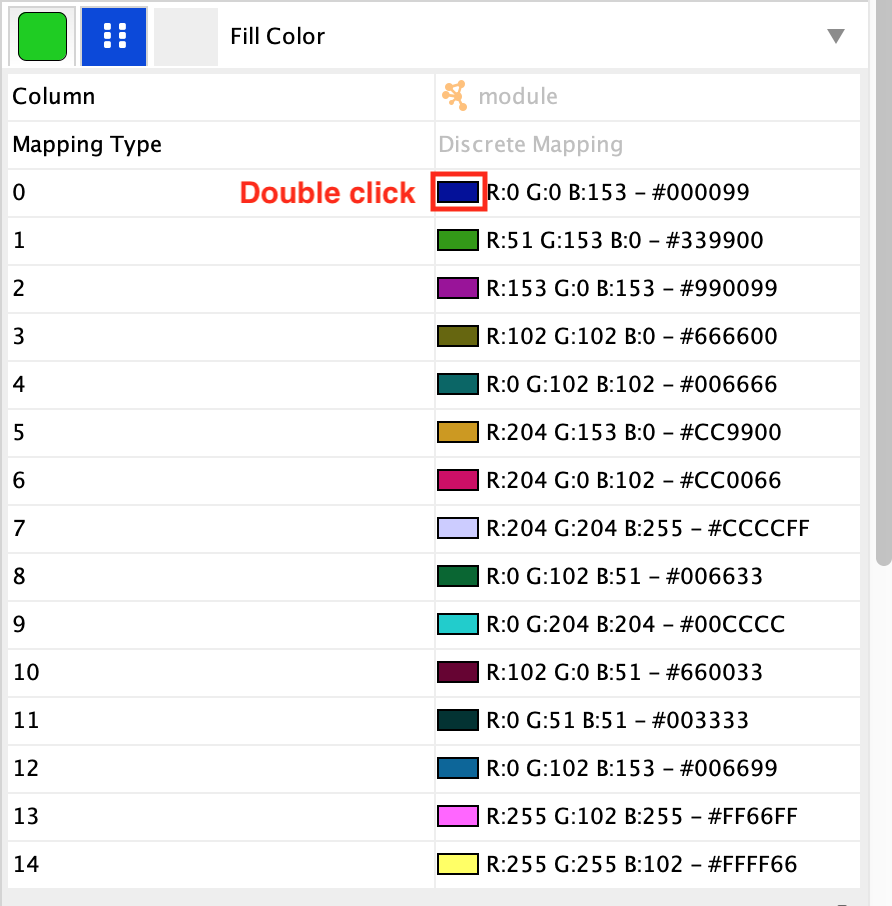 Fill Color
Column module
Mapping Type Discrete Mapping
0 Double click R:0 G:0 B:153 – #000099
1 R:51 G:153 B:0 – #339900
2 R:153 G:0 B:153 – #990099
3 R:102 G:102 B:0 – #666600
4 R:0 G:102 B:102 – #006666
5 R:204 G:153 B:0 – #CC9900
6 R:204 G:0 B:102 – #CC0066
7 R:204 G:204 B:255 – #CCCCFF
8 R:0 G:102 B:51 – #006633
9 R:0 G:204 B:204 – #00CCCC
10 R:102 G:0 B:51 – #660033
11 R:0 G:51 B:51 – #003333
12 R:0 G:102 B:153 – #006699
13 R:255 G:102 B:255 – #FF66FF
14 R:255 G:255 B:102 – #FFFF66